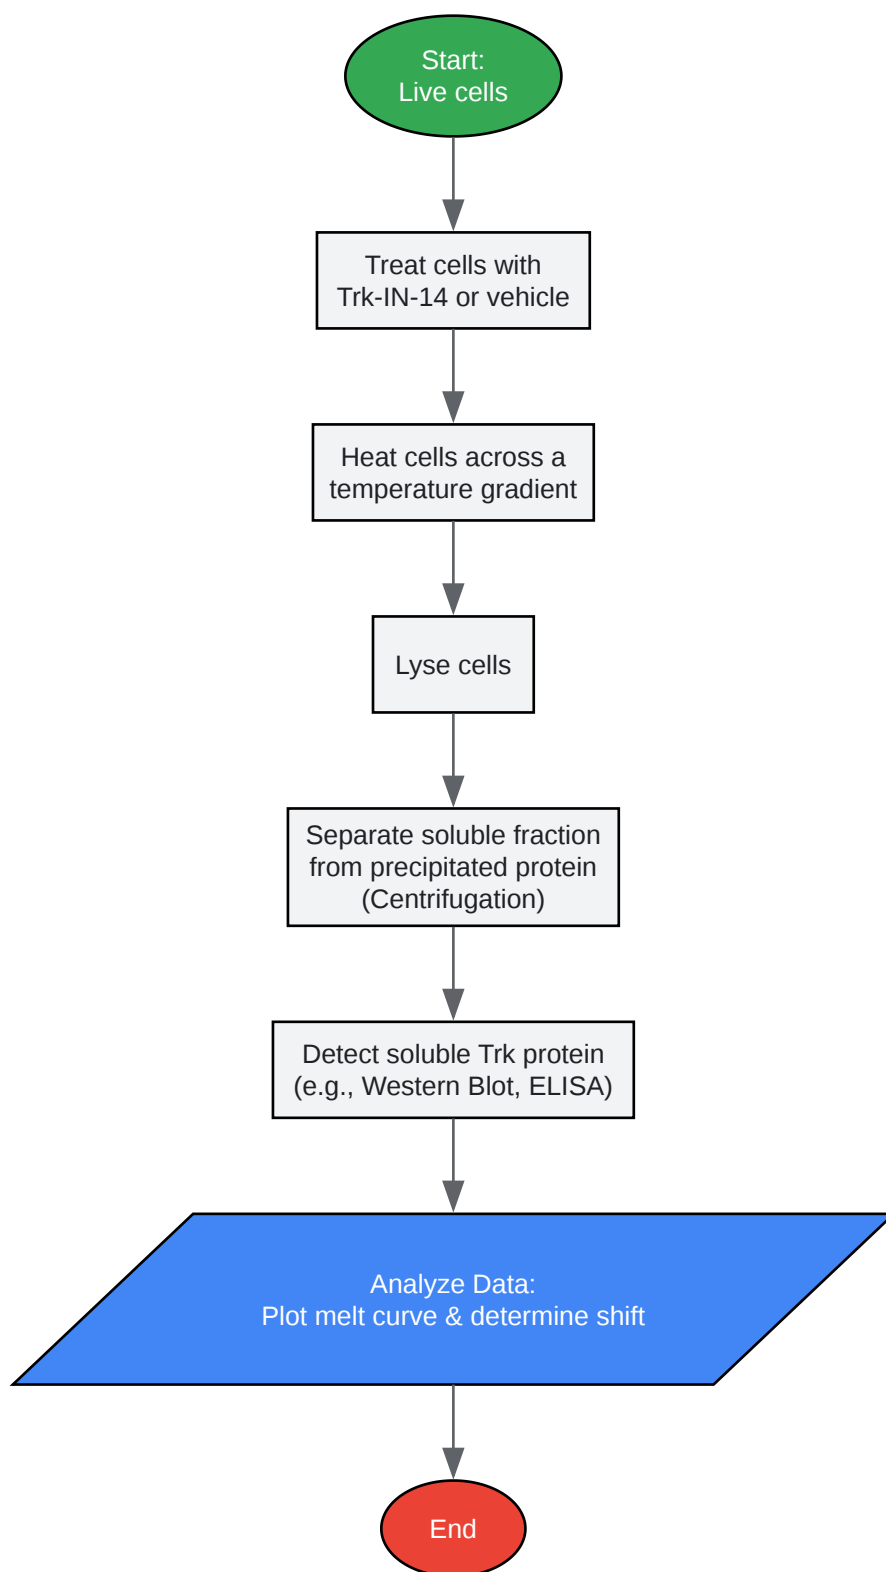 Start:
Live cells
Treat cells with
Trk-IN-14 or vehicle
Heat cells across a
temperature gradient
Lyse cells
Separate soluble fraction
from precipitated protein
(Centrifugation)
Detect soluble Trk protein
(e.g., Western Blot, ELISA)
Analyze Data:
Plot melt curve & determine shift
End